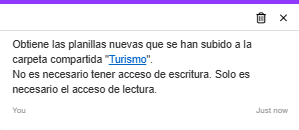 Obtiene las planillas nuevas que se han subido a la
carpeta compartida "Turismo".
No es necesario tener acceso de escritura. Solo es
necesario el acceso de lectura.
You
Just now